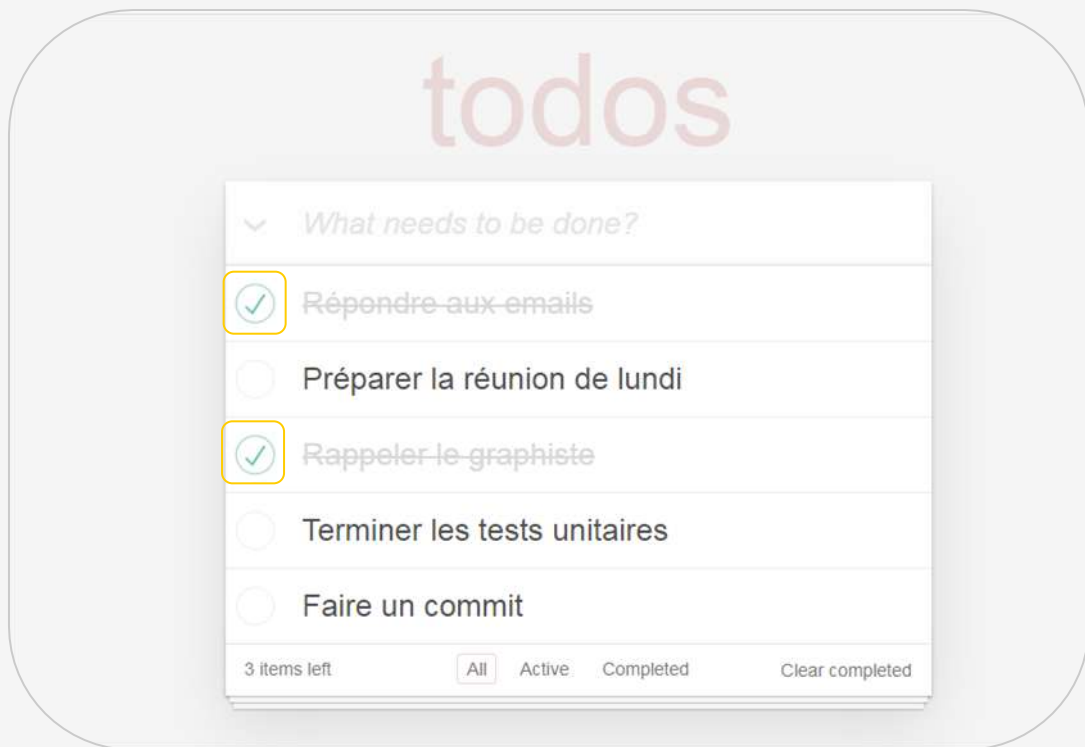 todos
What needs to be done?
Répondre aux emails
Préparer la réunion de lundi
Rappeler le graphiste
Terminer les tests unitaires
Faire un commit
3 items left All Active Completed Clear completed